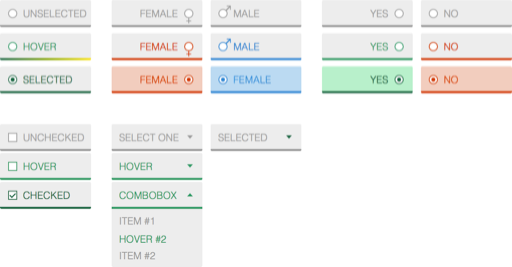 UNSELECTED FEMALE MALE YES NO
HOVER FEMALE MALE YES NO
SELECTED FEMALE FEMALE YES NO
UNCHECKED SELECT ONE SELECTED
HOVER HOVER
CHECKED COMBOBOX
ITEM #1
HOVER #2
ITEM #2